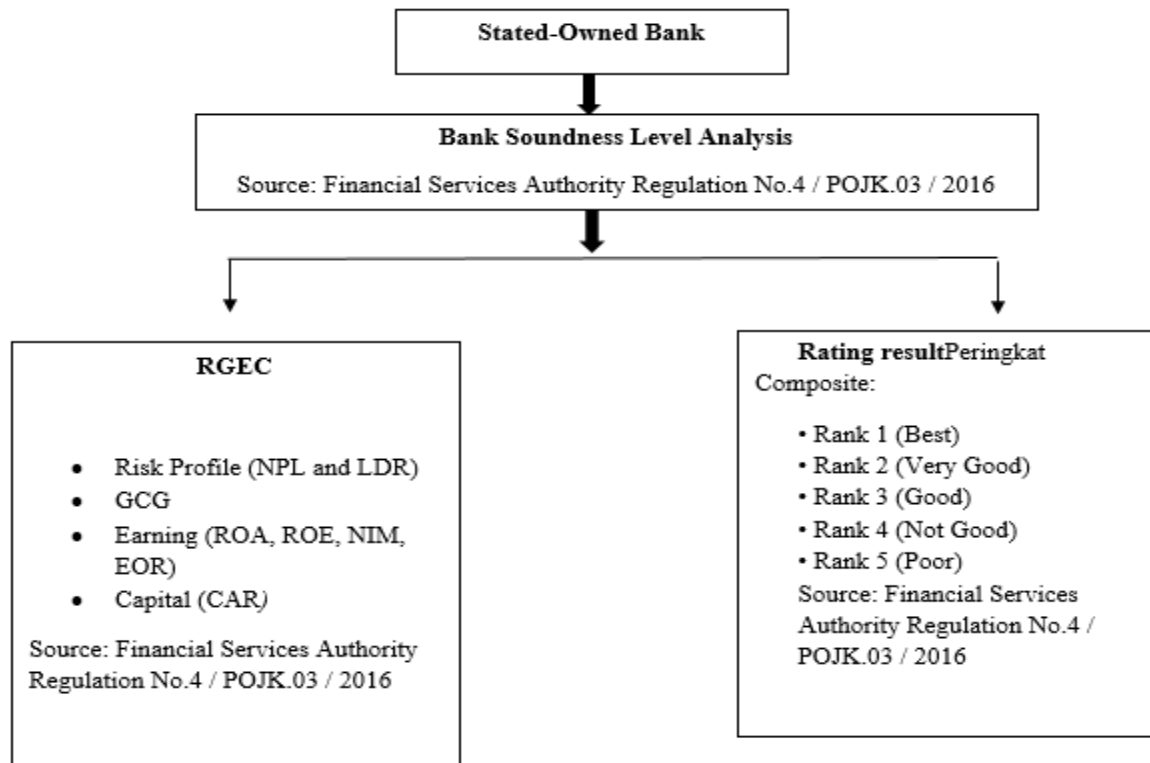 Stated-Owned Bank
Bank Soundness Level Analysis
Source: Financial Services Authority Regulation No.4 / POJK.03 / 2016
RGEC
• Risk Profile (NPL and LDR)
• GCG
• Earning (ROA, ROE, NIM,
EOR)
• Capital (CAR)
Source: Financial Services Authority
Regulation No.4 / POJK.03 / 2016
Rating resultPeringkat
Composite:
• Rank 1 (Best)
• Rank 2 (Very Good)
• Rank 3 (Good)
• Rank 4 (Not Good)
• Rank 5 (Poor)
Source: Financial Services
Authority Regulation No.4 /
POJK.03 / 2016